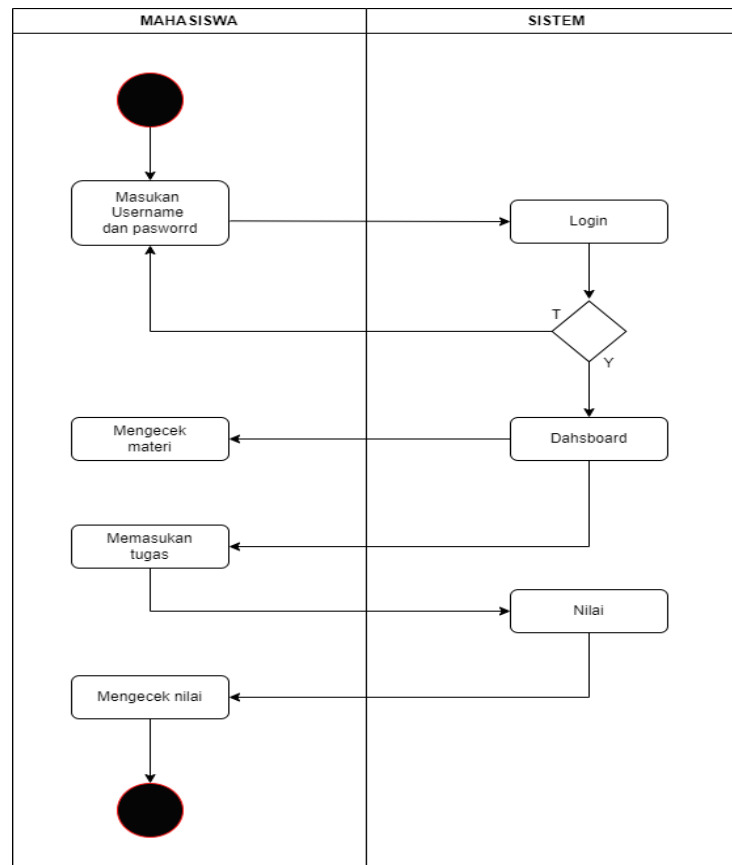 MAHASISWA
SISTEM
Masukan
Username
dan pasworrd
Login
T
Y
Mengecek
materi
Dahsboard
Memasukan
tugas
Nilai
Mengecek nilai